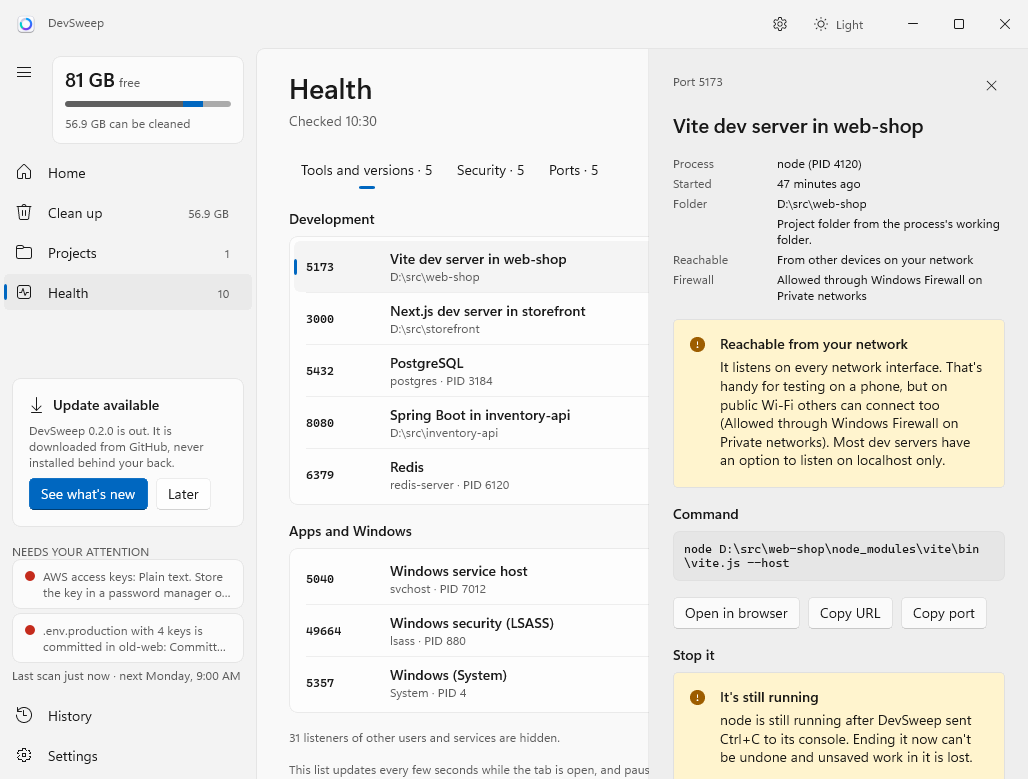 DevSweep
Light
81 GB free
56.9 GB can be cleaned
Home
Clean up 56.9 GB
Projects 1
Health 10
Update available
DevSweep 0.2.0 is out. It is
downloaded from GitHub, never
installed behind your back.
See what's new
Later
NEEDS YOUR ATTENTION
AWS access keys: Plain text. Store
the key in a password manager o...
.env.production with 4 keys is
committed in old-web: Committ...
Last scan just now · next Monday, 9:00 AM
History
Settings
Health
Checked 10:30
Tools and versions · 5
Security · 5
Ports · 5
Development
5173 Vite dev server in web-shop
D:\src\web-shop
3000 Next.js dev server in storefront
D:\src\storefront
5432 PostgreSQL
postgres · PID 3184
8080 Spring Boot in inventory-api
D:\src\inventory-api
6379 Redis
redis-server · PID 6120
Apps and Windows
5040 Windows service host
svchost · PID 7012
49664 Windows security (LSASS)
lsass · PID 880
5357 Windows (System)
System · PID 4
31 listeners of other users and services are hidden.
This list updates every few seconds while the tab is open, and paus
Port 5173
Vite dev server in web-shop
Process node (PID 4120)
Started 47 minutes ago
Folder D:\src\web-shop
Project folder from the process's working
folder.
Reachable From other devices on your network
Firewall Allowed through Windows Firewall on
Private networks
Reachable from your network
It listens on every network interface. That's
handy for testing on a phone, but on
public Wi-Fi others can connect too
(Allowed through Windows Firewall on
Private networks). Most dev servers have
an option to listen on localhost only.
Command
node D:\src\web-shop\node_modules\vite\bin
\vite.js --host
Open in browser
Copy URL
Copy port
Stop it
It's still running
node is still running after DevSweep sent
Ctrl+C to its console. Ending it now can't
be undone and unsaved work in it is lost.